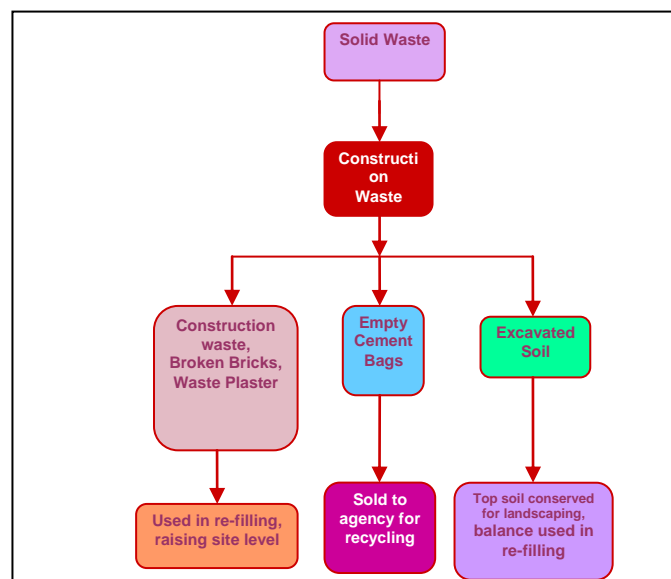 Solid Waste
Constructi
on
Waste
Construction
waste,
Broken Bricks,
Waste Plaster
Empty
Cement
Bags
Excavated
Soil
Used in re-filling,
raising site level
Sold to
agency for
recycling
Top soil conserved
for landscaping,
balance used in
re-filling